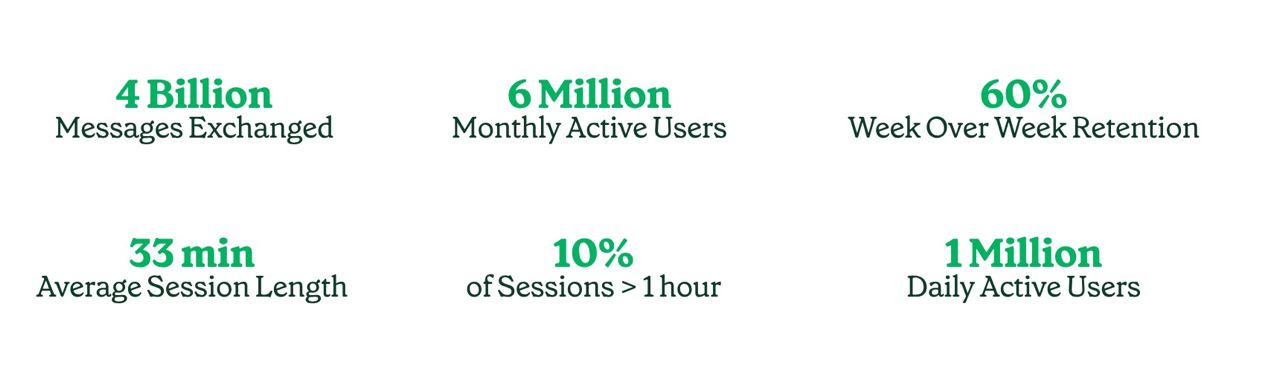 4 Billion
Messages Exchanged
6 Million
Monthly Active Users
60%
Week Over Week Retention
33 min
Average Session Length
10%
of Sessions > 1 hour
1 Million
Daily Active Users